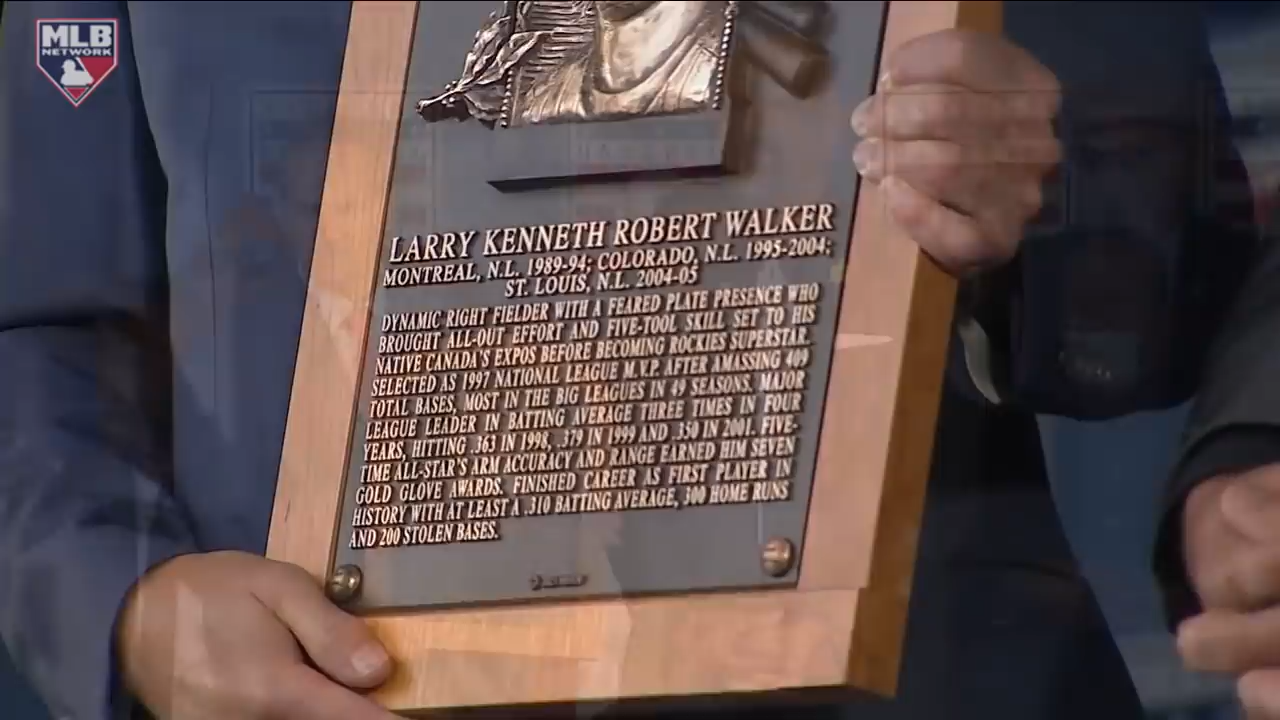 MLB
NETWORK
LARRY KENNETH ROBERT WALKER
MONTREAL, N.L. 1989-94; COLORADO, N.L. 1995-2004;
ST. LOUIS, N.L. 2004-05
DYNAMIC RIGHT FIELDER WITH A FEARED PLATE PRESENCE WHO
BROUGHT ALL-OUT EFFORT AND FIVE-TOOL SKILL SET TO HIS
NATIVE CANADA'S EXPOS BEFORE BECOMING ROCKIES SUPERSTAR.
SELECTED AS 1997 NATIONAL LEAGUE M.V.P. AFTER AMASSING 409
TOTAL BASES, MOST IN THE BIG LEAGUES IN 49 SEASONS. MAJOR
LEAGUE LEADER IN BATTING AVERAGE THREE TIMES IN FOUR
YEARS, HITTING .363 IN 1998, .379 IN 1999 AND .350 IN 2001. FIVE-
TIME ALL-STAR'S ARM ACCURACY AND RANGE EARNED HIM SEVEN
GOLD GLOVE AWARDS. FINISHED CAREER AS FIRST PLAYER IN
HISTORY WITH AT LEAST A .310 BATTING AVERAGE, 300 HOME RUNS
AND 200 STOLEN BASES.